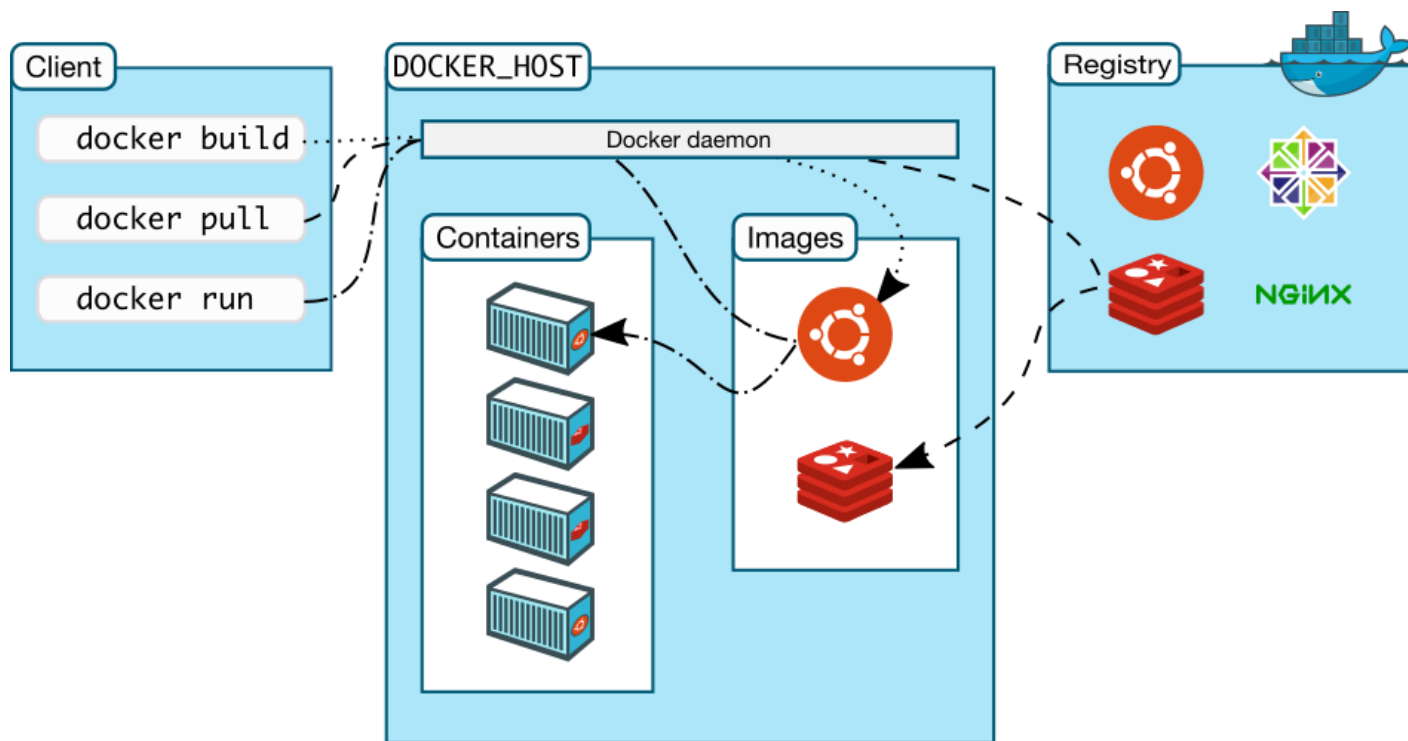 Client
docker build
docker pull
docker run
DOCKER_HOST
Docker daemon
Containers
Images
Registry
NGiNX